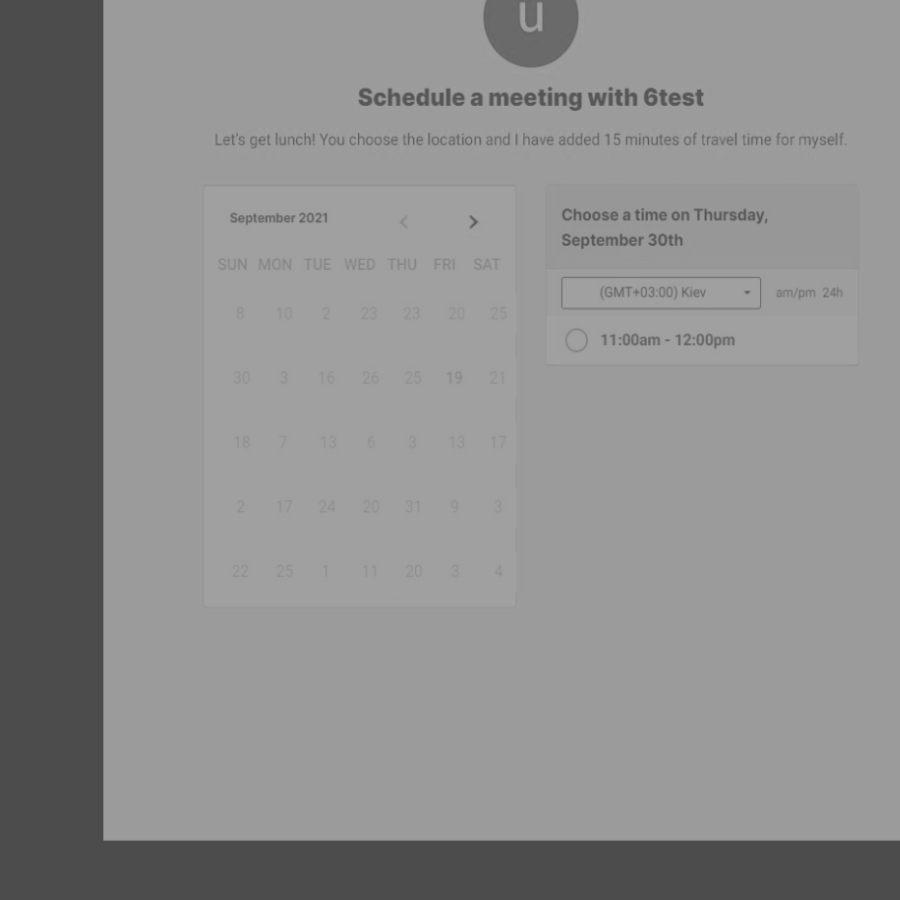 u
Schedule a meeting with 6test
Let's get lunch! You choose the location and I have added 15 minutes of travel time for myself.
September 2021
SUN MON TUE WED THU FRI SAT
8 10 2 23 23 20 25
30 3 16 26 25 19 21
18 7 13 6 3 13 17
2 17 24 20 31 9 3
22 25 1 11 20 3 4
Choose a time on Thursday,
September 30th
(GMT+03:00) Kiev am/pm 24h
11:00am - 12:00pm